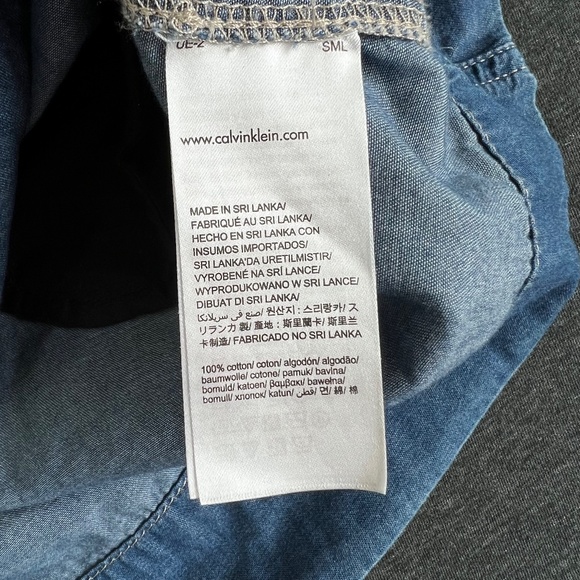 UE-2 SML
www.calvinklein.com
MADE IN SRI LANKA/
FABRIQUÉ AU SRI LANKA/
HECHO EN SRI LANKA CON
INSUMOS IMPORTADOS/
SRI LANKA'DA URETILMISTIR/
VYROBENÉ NA SRÍ LANCE/
WYPRODUKOWANO W SRI LANCE/
DIBUAT DI SRI LANKA/
صنع في سريلانكا/ 원산지 : 스리랑카/ ス
リランカ 製/ 產地 : 斯里蘭卡/ 斯里兰
卡制造/ FABRICADO NO SRI LANKA
100% cotton/ coton/ algodón/ algodão/
baumwolle/ cotone/ pamuk/ bavlna/
bomuld/ katoen/ βαμβακι/ bawełna/
bomull/ хлопок/ katun/ قطن/ 면/ 綿/ 棉